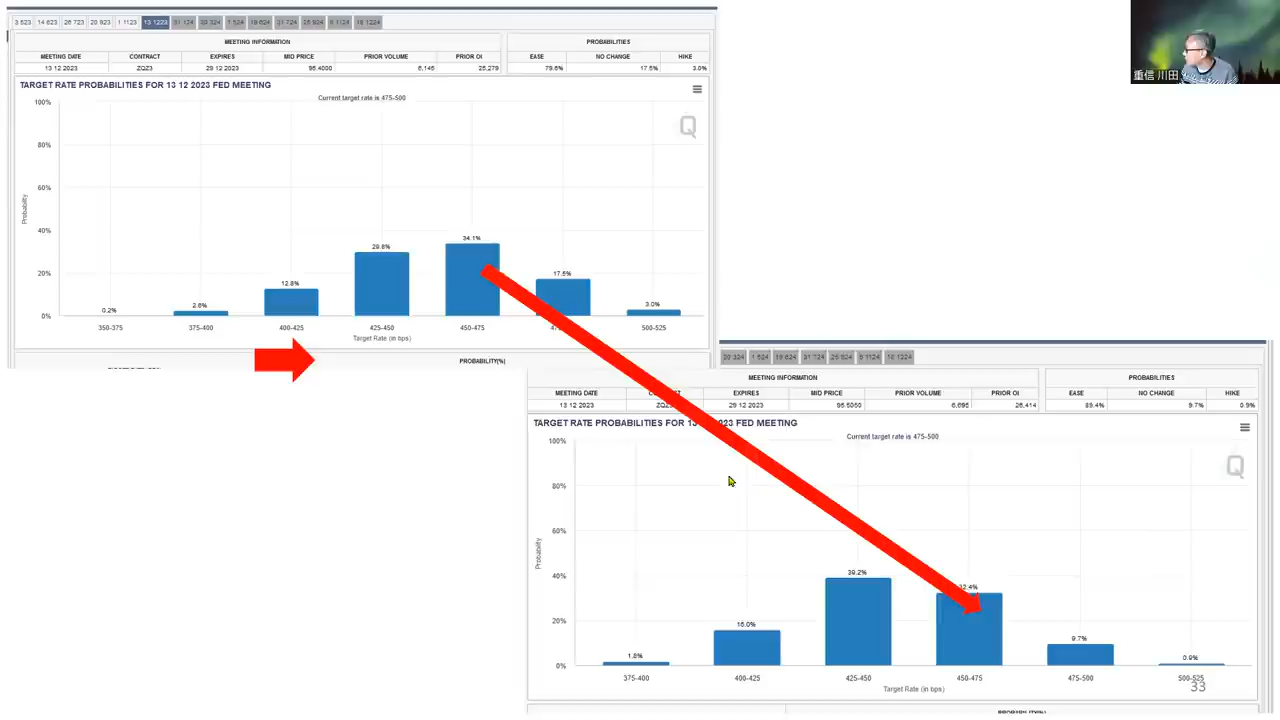 3 523 14 623 26 723 20 923 1 1123 13 1223 31 124 20 324 1 524 19 624 31 724 25 924 6 1124 18 1224
MEETING INFORMATION
MEETING DATE CONTRACT EXPIRES MID PRICE PRIOR VOLUME PRIOR OI
13 12 2023 ZQZ3 29 12 2023 95.4000 6,145 25,279
PROBABILITIES
EASE NO CHANGE HIKE
79.6% 17.5% 3.0%
TARGET RATE PROBABILITIES FOR 13 12 2023 FED MEETING
Current target rate is 475-500
Q
Probability
100%
80%
60%
40%
20%
0%
0.2% 2.6% 12.8% 29.8% 34.1% 17.5% 3.0%
350-375 375-400 400-425 425-450 450-475 500-525
Target Rate (in bps)
PROBABILITY(%)
重信 川田
20 324 1 524 19 624 31 724 25 924 6 1124 18 1224
MEETING INFORMATION
MEETING DATE EXPIRES MID PRICE PRIOR VOLUME PRIOR OI
13 12 2023 29 12 2023 95.5050 6,695 26,414
PROBABILITIES
EASE NO CHANGE HIKE
89.4% 9.7% 0.9%
TARGET RATE PROBABILITIES FOR 13 2023 FED MEETING
Current target rate is 475-500
Q
Probability
100%
80%
60%
40%
20%
0%
1.8% 16.0% 39.2% 32.4% 9.7% 0.9%
375-400 400-425 425-450 450-475 475-500 500-525
Target Rate (in bps)
33
PROBABILITY(%)